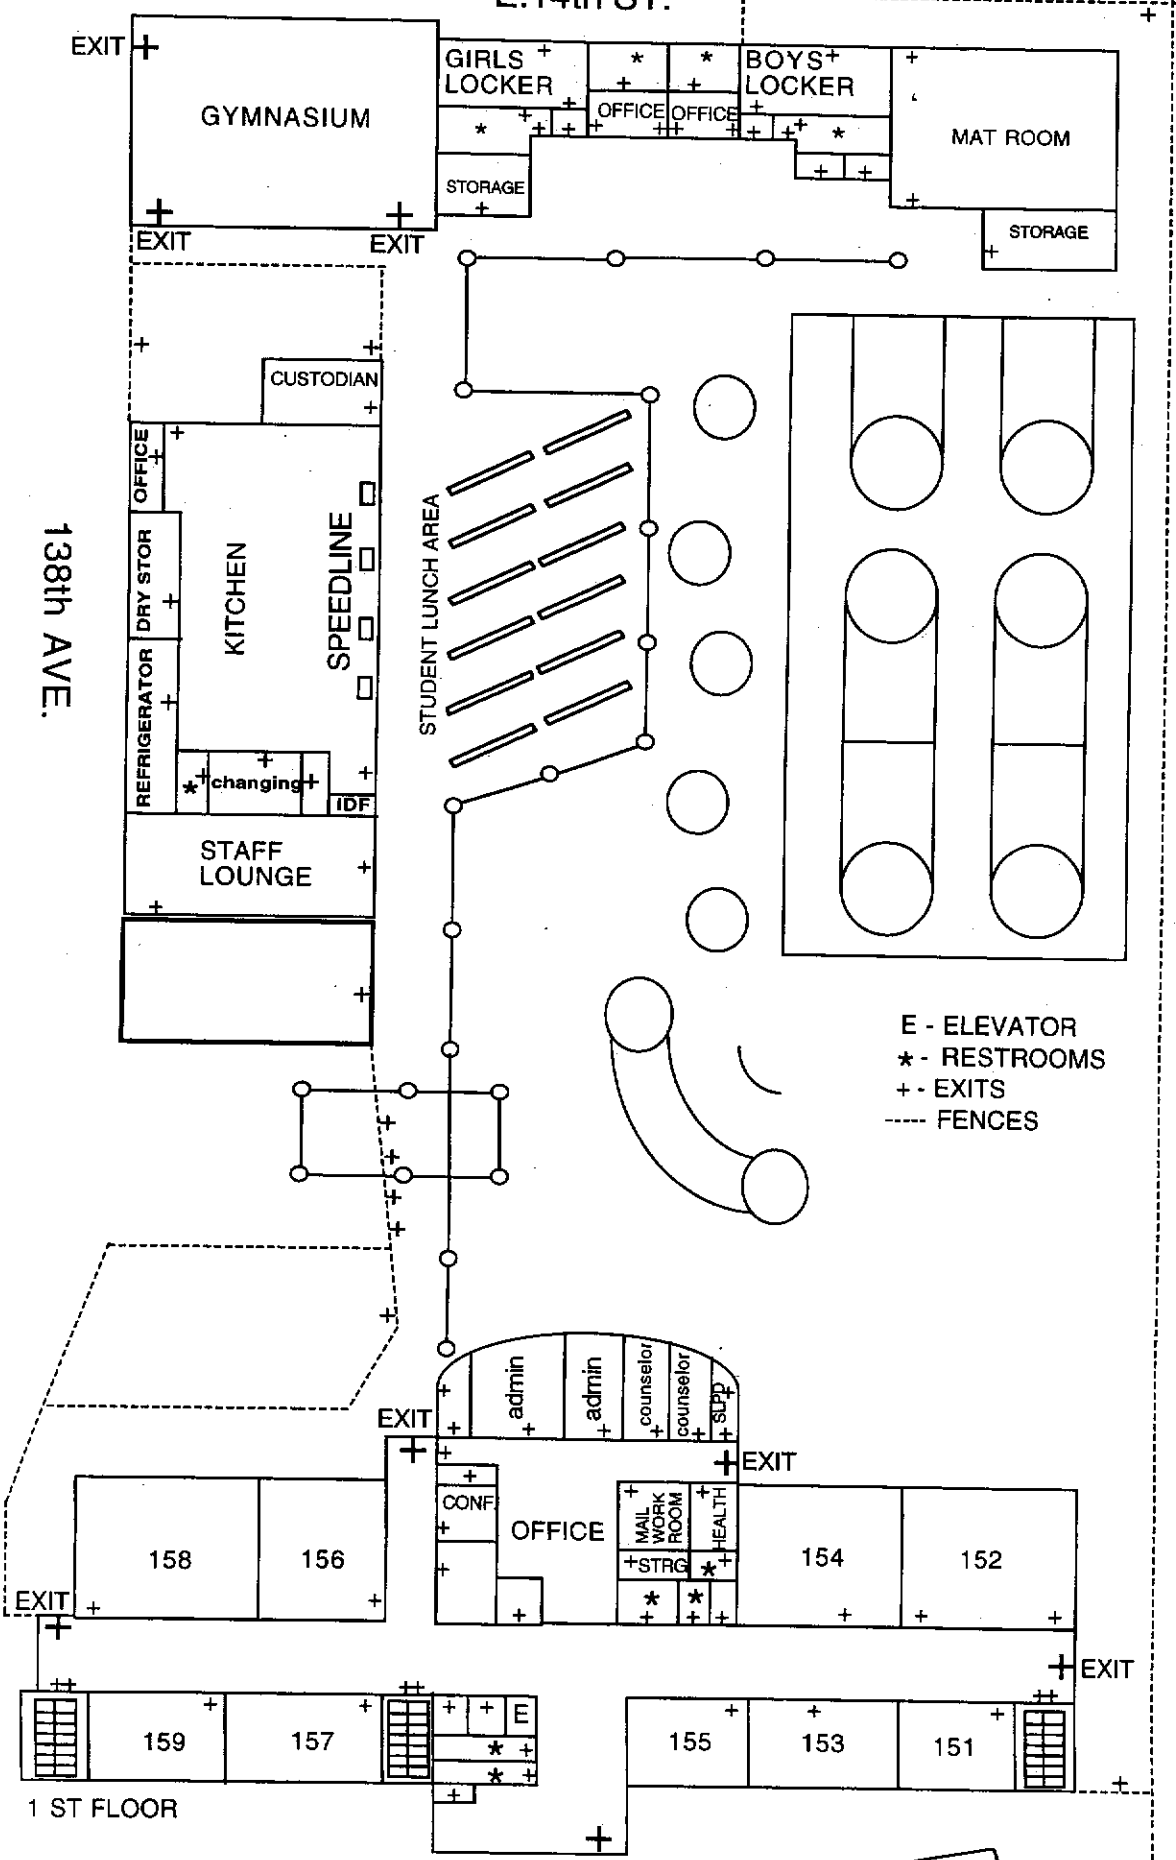 E. 14th ST.
EXIT
GYMNASIUM
EXIT
EXIT
GIRLS
LOCKER
*
STORAGE
*
OFFICE
*
OFFICE
BOYS
LOCKER
*
MAT ROOM
STORAGE
CUSTODIAN
OFFICE
DRY STOR
REFRIGERATOR
KITCHEN
SPEEDLINE
* changing
IDF
STAFF
LOUNGE
138th AVE.
STUDENT LUNCH AREA
E - ELEVATOR
* - RESTROOMS
+ - EXITS
----- FENCES
admin
admin
counselor
counselor
SLPD
EXIT
EXIT
CONF.
OFFICE
MAIL
WORK
ROOM
HEALTH
STRG
*
*
*
158
156
154
152
EXIT
EXIT
159
157
E
*
*
155
153
151
1 ST FLOOR